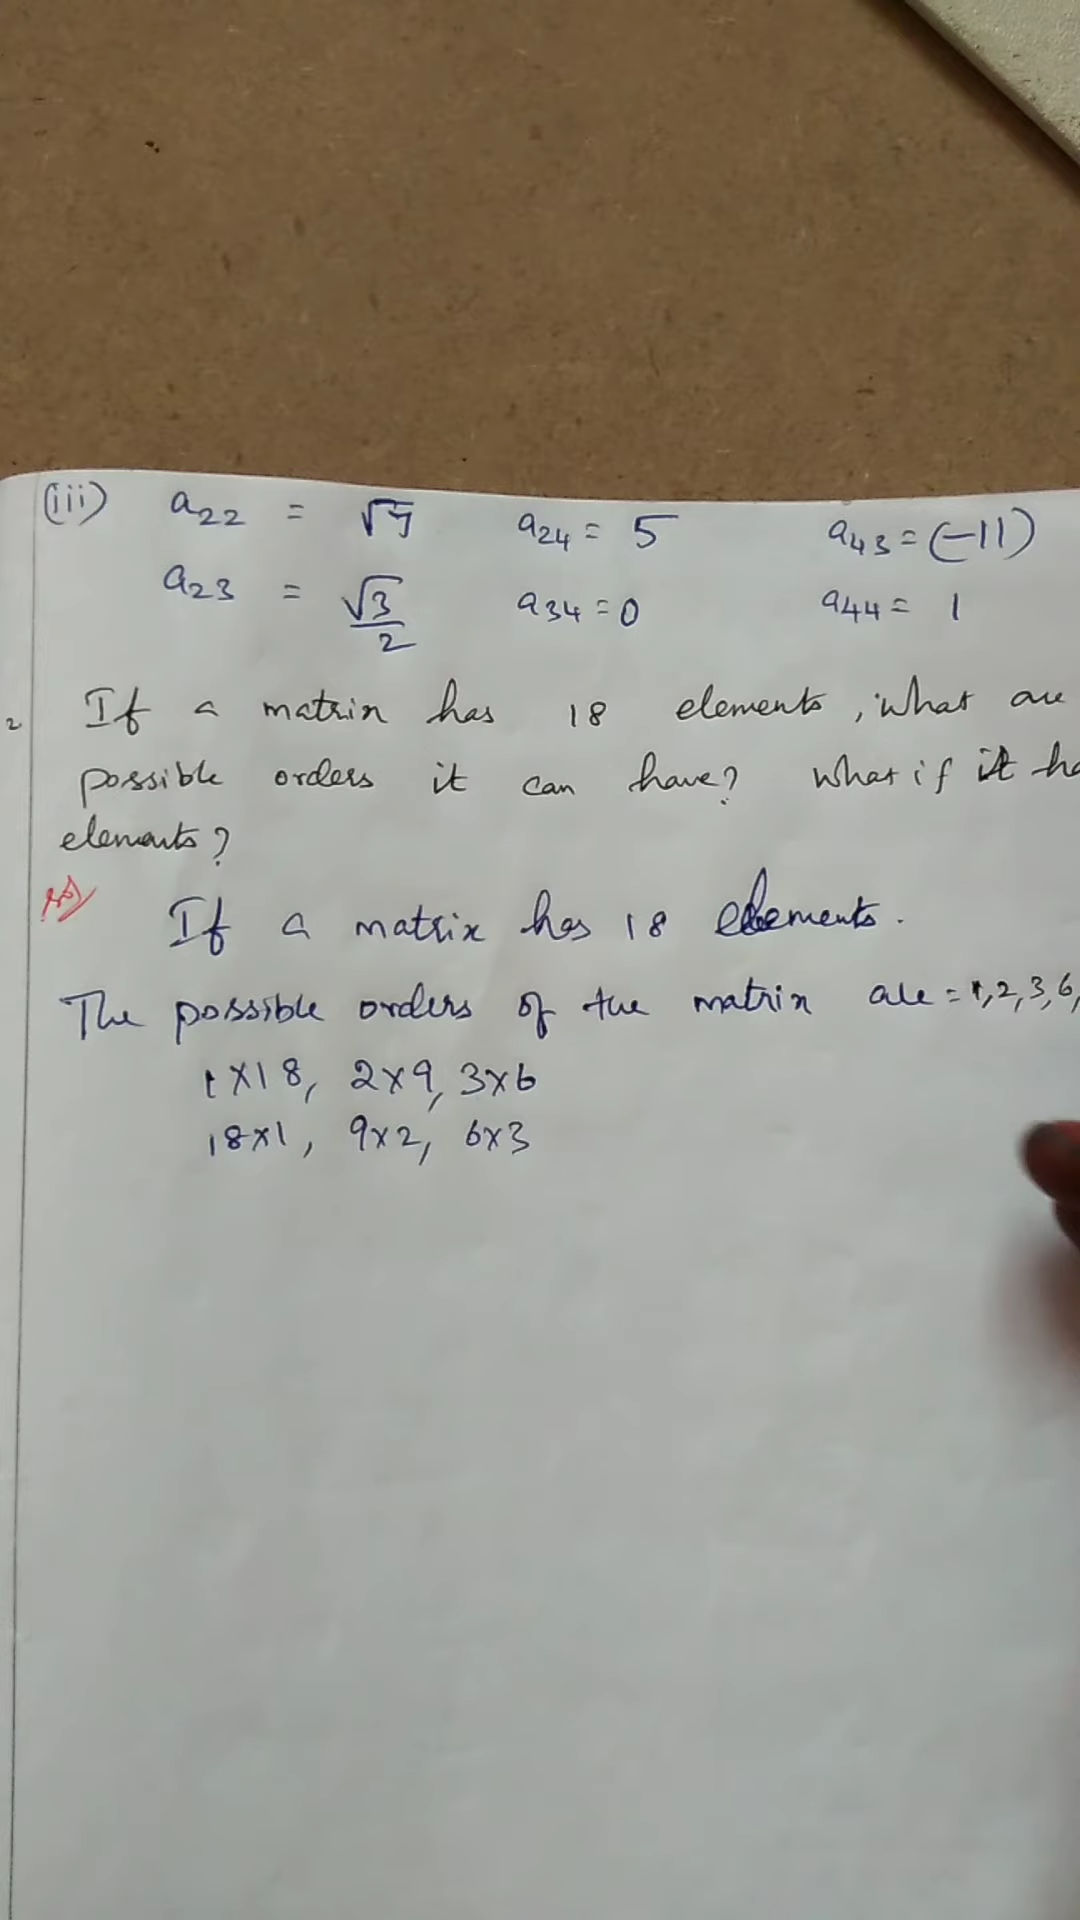 (iii) a22 = √7 a24 = 5 a43 = (-11)
a23 = √3/2 a34 = 0 a44 = 1
2 If a matrix has 18 elements, what are
possible orders it can have? What if it ha
elements?
If a matrix has 18 elements.
The possible orders of the matrix are = 1,2,3,6,
1×18, 2×9, 3×6
18×1, 9×2, 6×3